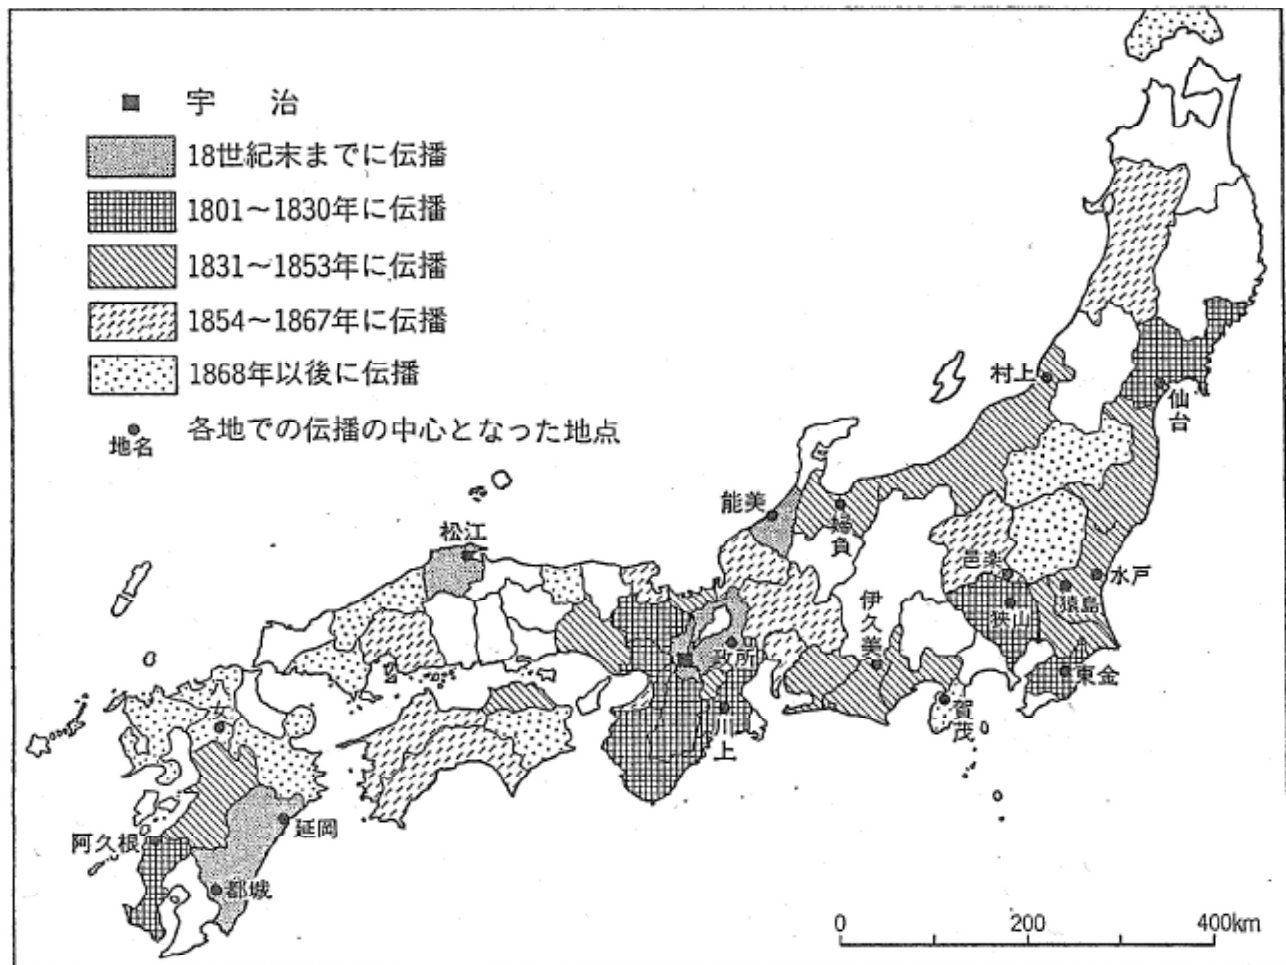 宇 治
18世紀末までに伝播
1801～1830年に伝播
1831～1853年に伝播
1854～1867年に伝播
1868年以後に伝播
地名
各地での伝播の中心となった地点
村上
仙台
能美
婦負
松江
邑楽
水戸
猿島
狭山
伊久美
政所
東金
賀茂
川上
女
延岡
阿久根
都城
0 200 400km